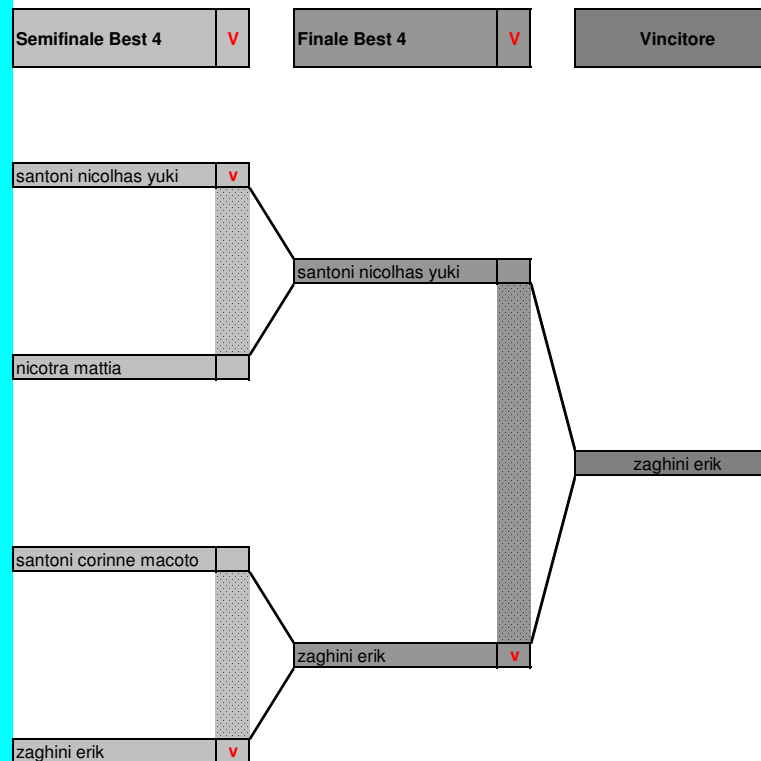 Semifinale Best 4 V Finale Best 4 V Vincitore
santoni nicolhas yuki v
santoni nicolhas yuki
nicotra mattia
zaghini erik
santoni corinne macoto
zaghini erik v
zaghini erik v